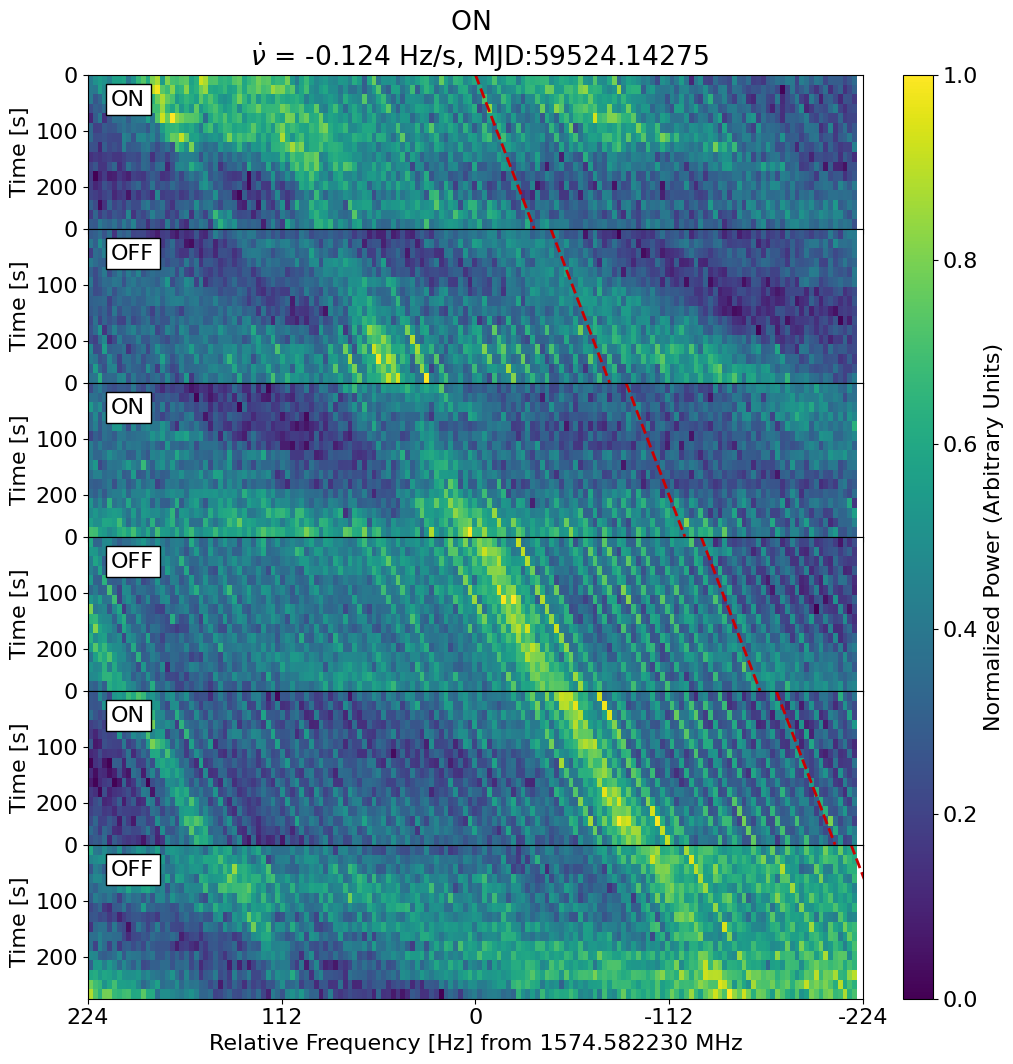 ON
ν̇ = -0.124 Hz/s, MJD:59524.14275
0
ON
100
200
Time [s]
0
OFF
100
200
Time [s]
0
ON
100
200
Time [s]
0
OFF
100
200
Time [s]
0
ON
100
200
Time [s]
0
OFF
100
200
Time [s]
224 112 0 -112 -224
Relative Frequency [Hz] from 1574.582230 MHz
1.0
0.8
0.6
0.4
0.2
0.0
Normalized Power (Arbitrary Units)